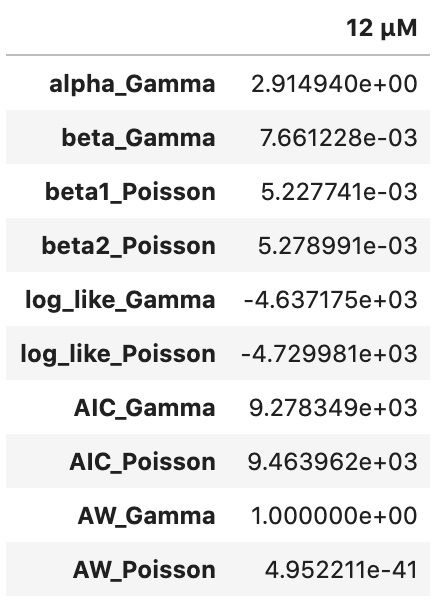 12 μM
alpha_Gamma 2.914940e+00
beta_Gamma 7.661228e-03
beta1_Poisson 5.227741e-03
beta2_Poisson 5.278991e-03
log_like_Gamma -4.637175e+03
log_like_Poisson -4.729981e+03
AIC_Gamma 9.278349e+03
AIC_Poisson 9.463962e+03
AW_Gamma 1.000000e+00
AW_Poisson 4.952211e-41